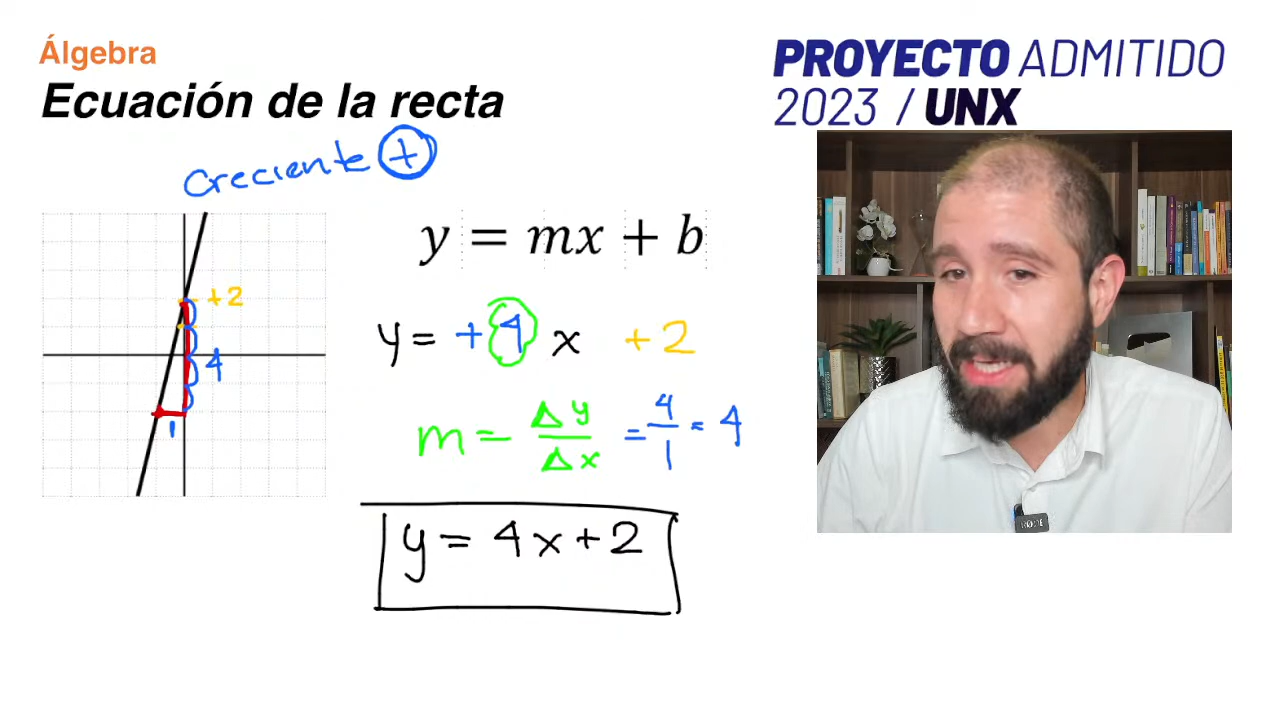 Álgebra
Ecuación de la recta
PROYECTO ADMITIDO
2023 / UNX
creciente +
y = mx + b
+2
y = +4 x +2
4
1
m = Δy/Δx = 4/1 = 4
y = 4x+2
RODE